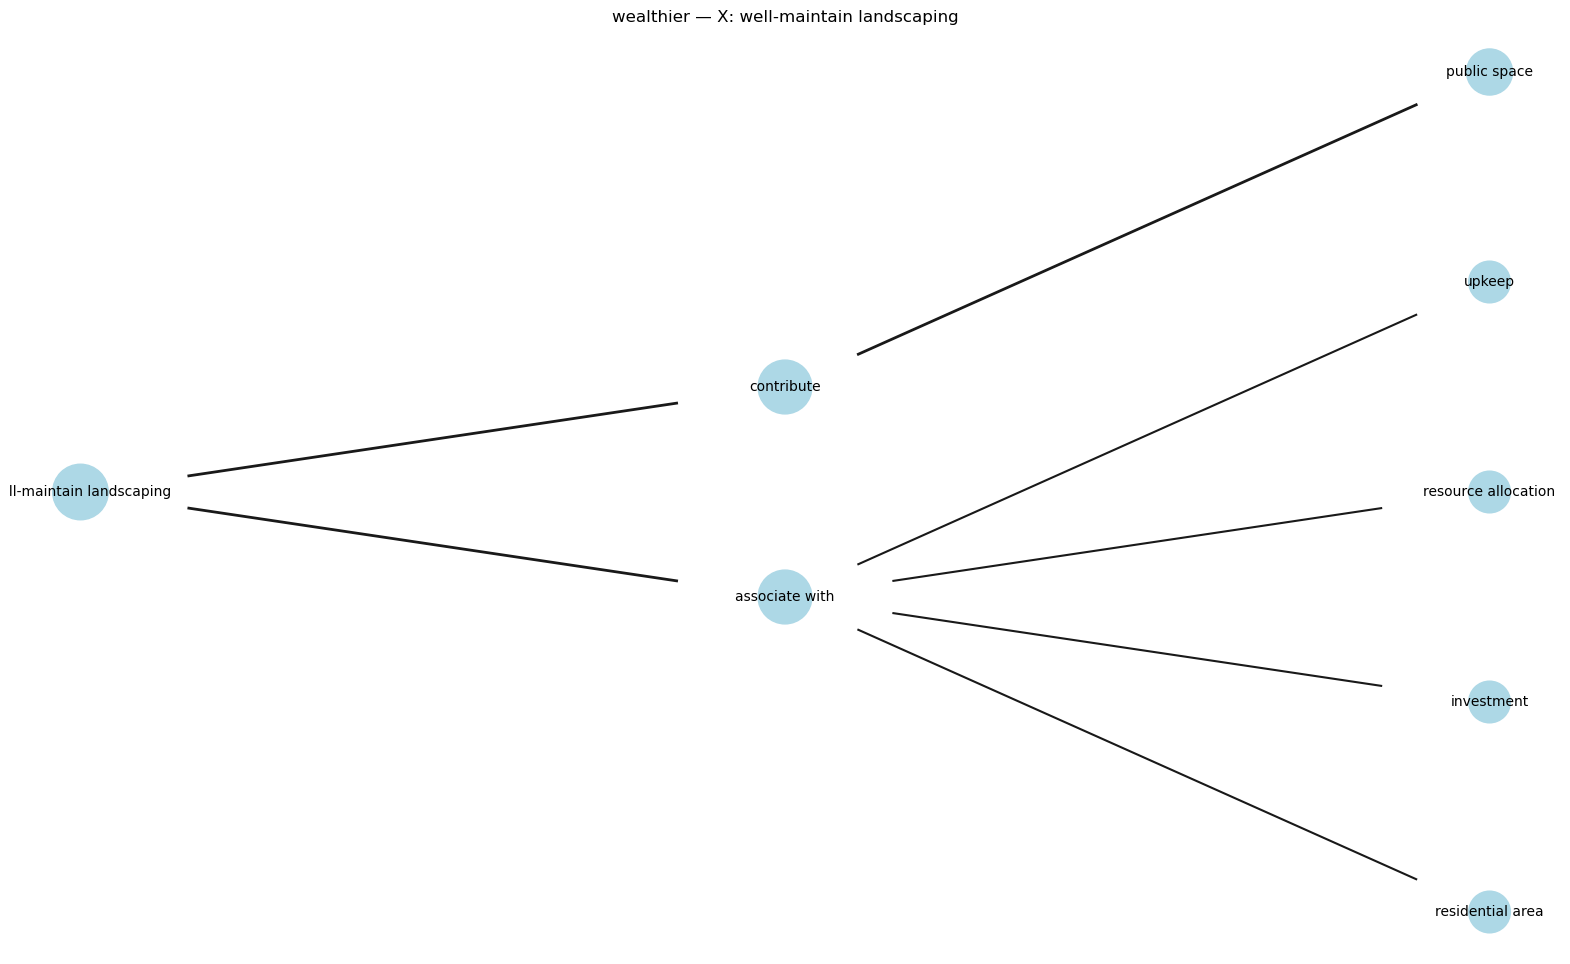 wealthier — X: well-maintain landscaping
public space
upkeep
contribute
ll-maintain landscaping
resource allocation
associate with
investment
residential area